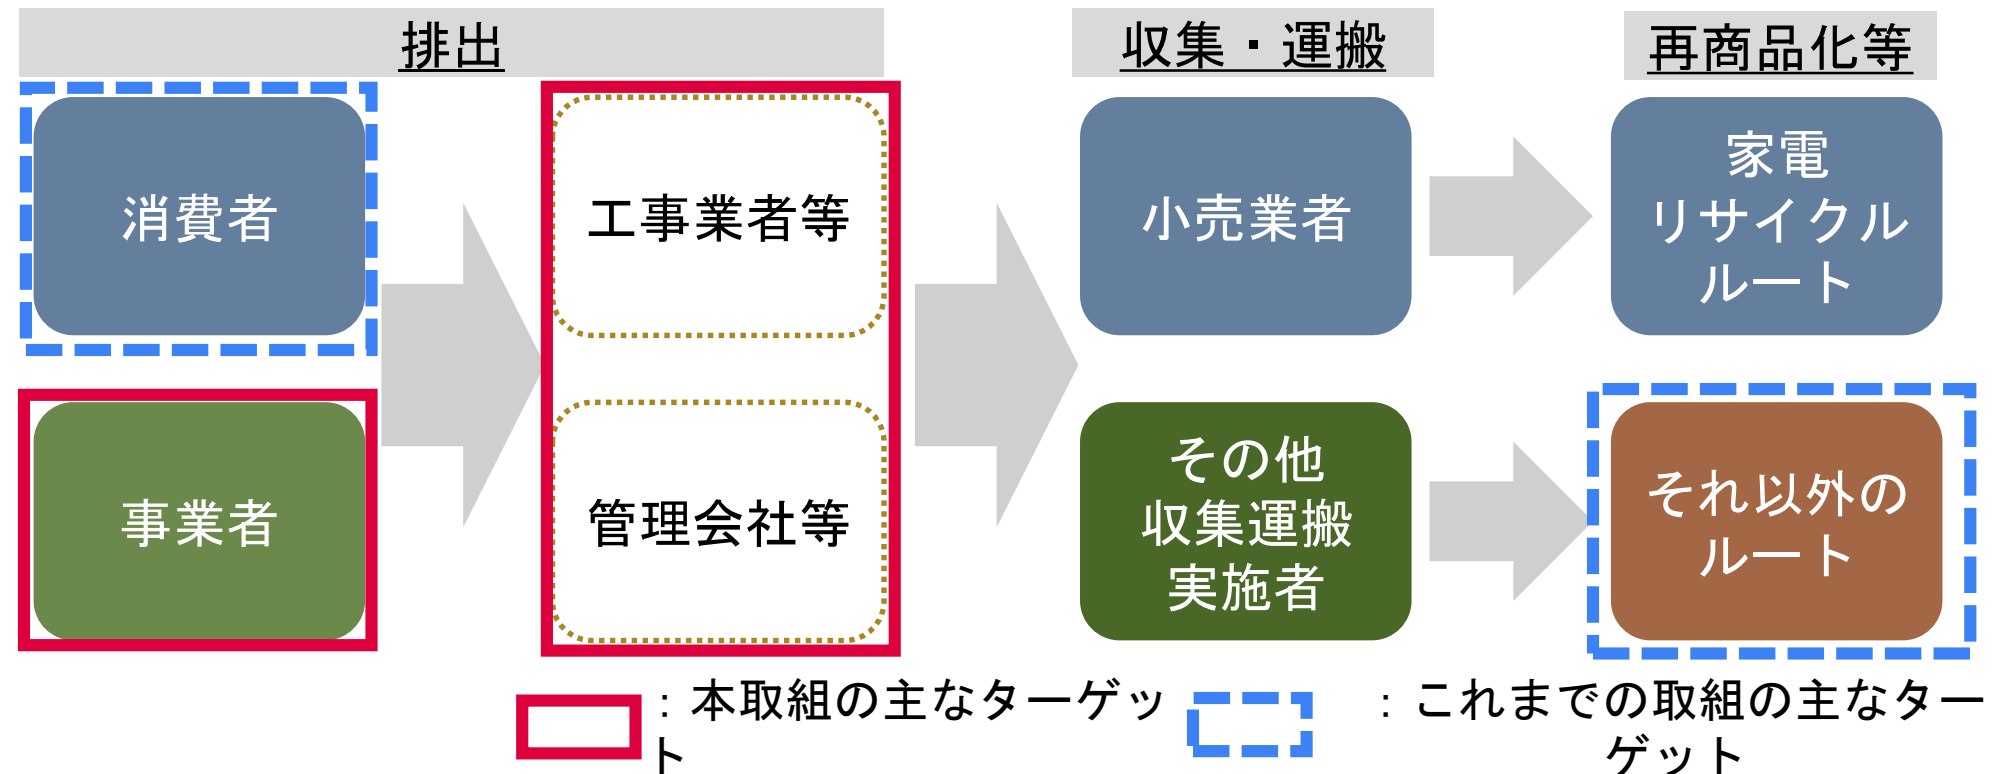 排出
収集・運搬
再商品化等
消費者
工事業者等
小売業者
家電
リサイクル
ルート
事業者
管理会社等
その他
収集運搬
実施者
それ以外の
ルート
：本取組の主なターゲッ
ト
：これまでの取組の主なター
ゲット